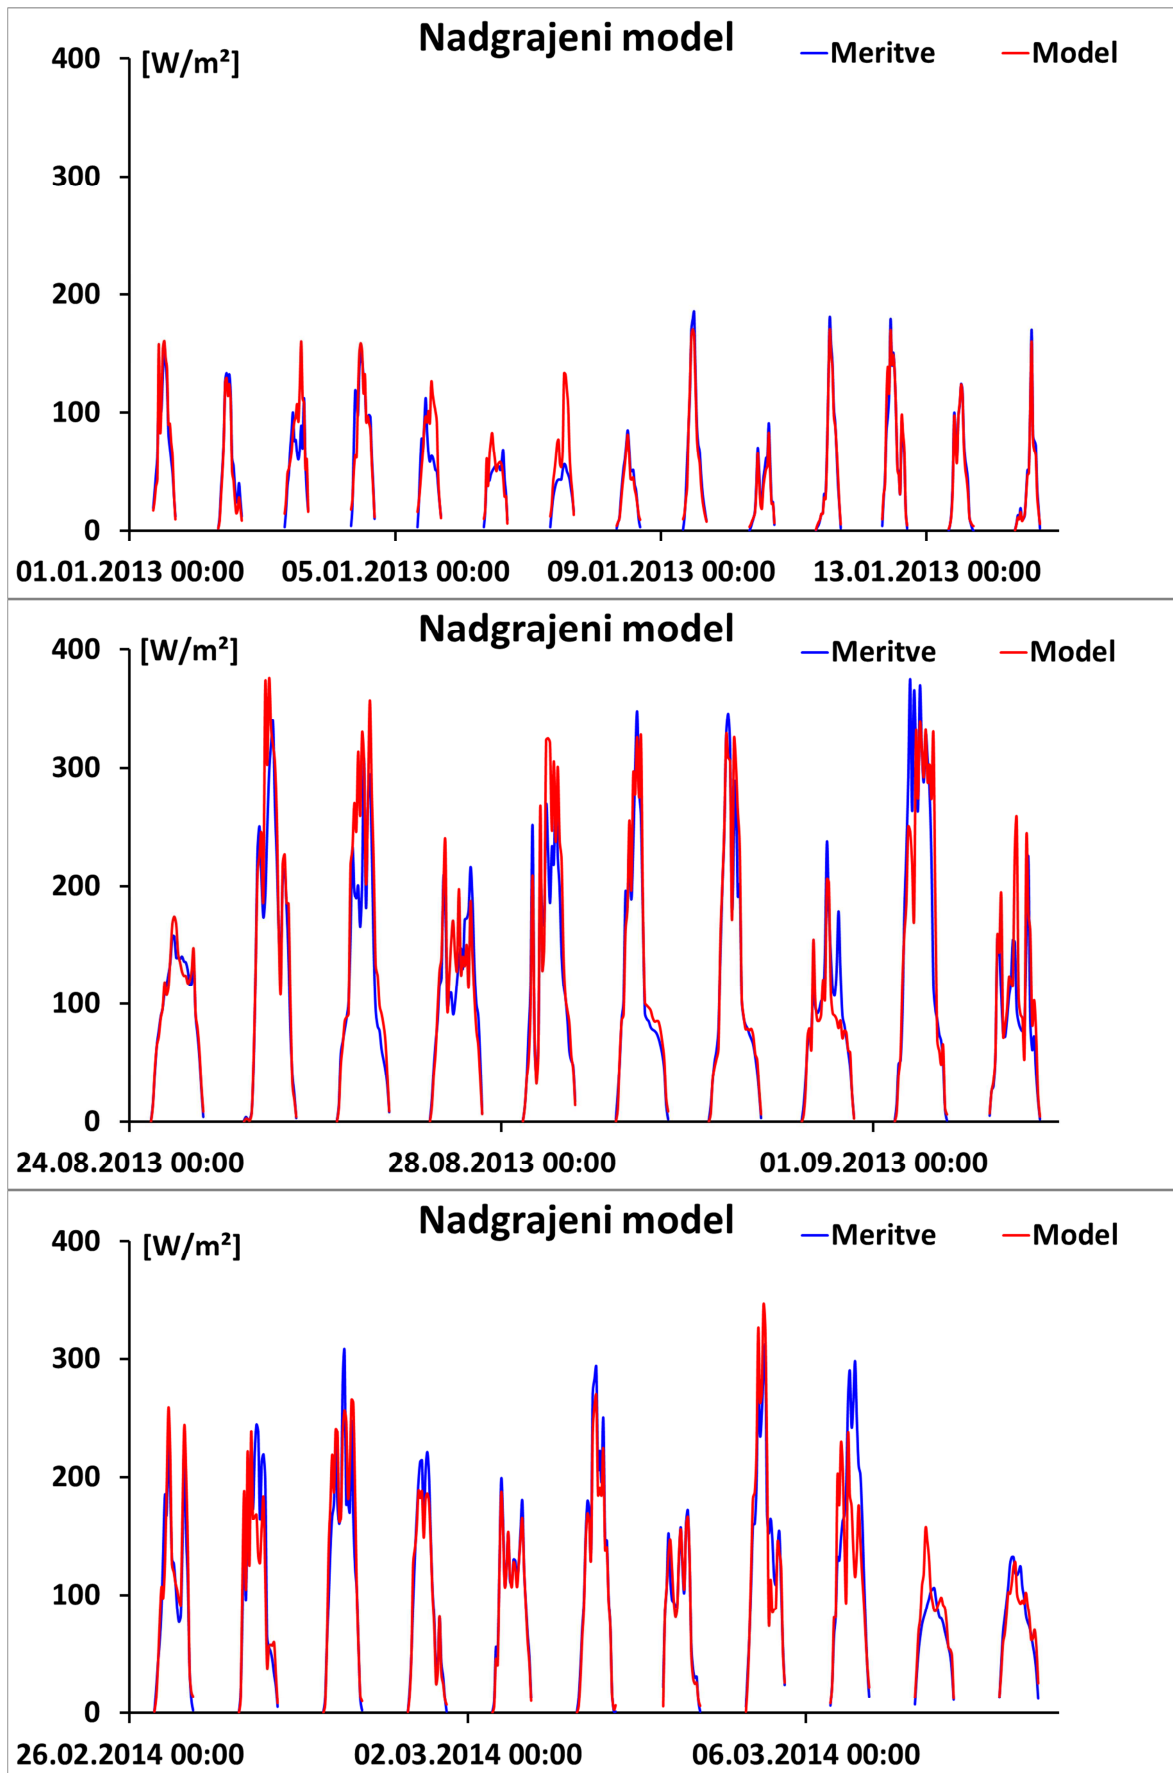 Nadgrajeni model
[W/m²]
Meritve
Model
400
300
200
100
0
01.01.2013 00:00
05.01.2013 00:00
09.01.2013 00:00
13.01.2013 00:00
Nadgrajeni model
[W/m²]
Meritve
Model
400
300
200
100
0
24.08.2013 00:00
28.08.2013 00:00
01.09.2013 00:00
Nadgrajeni model
[W/m²]
Meritve
Model
400
300
200
100
0
26.02.2014 00:00
02.03.2014 00:00
06.03.2014 00:00